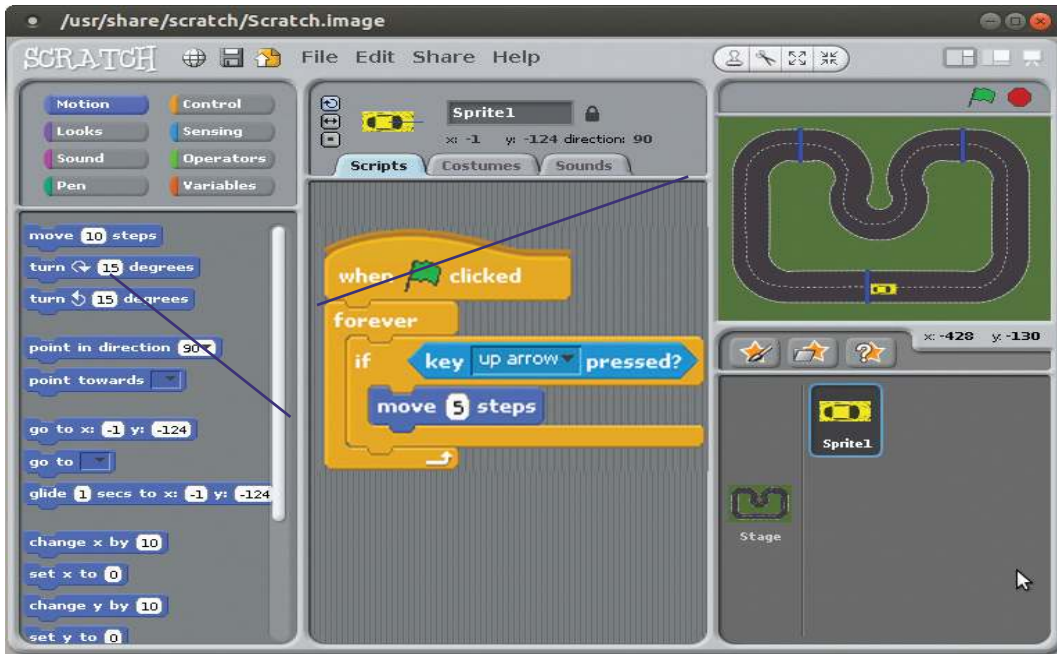 /usr/share/scratch/Scratch.image
SCRATCH File Edit Share Help
Motion Control
Looks Sensing
Sound Operators
Pen Variables
move 10 steps
turn 15 degrees
turn 15 degrees
point in direction 90
point towards
go to x: -1 y: -124
go to
glide 1 secs to x: -1 y: -124
change x by 10
set x to 0
change y by 10
set y to 0
Sprite1
x: -1 y: -124 direction: 90
Scripts Costumes Sounds
when clicked
forever
if key up arrow pressed?
move 5 steps
x: -428 y: -130
Sprite1
Stage